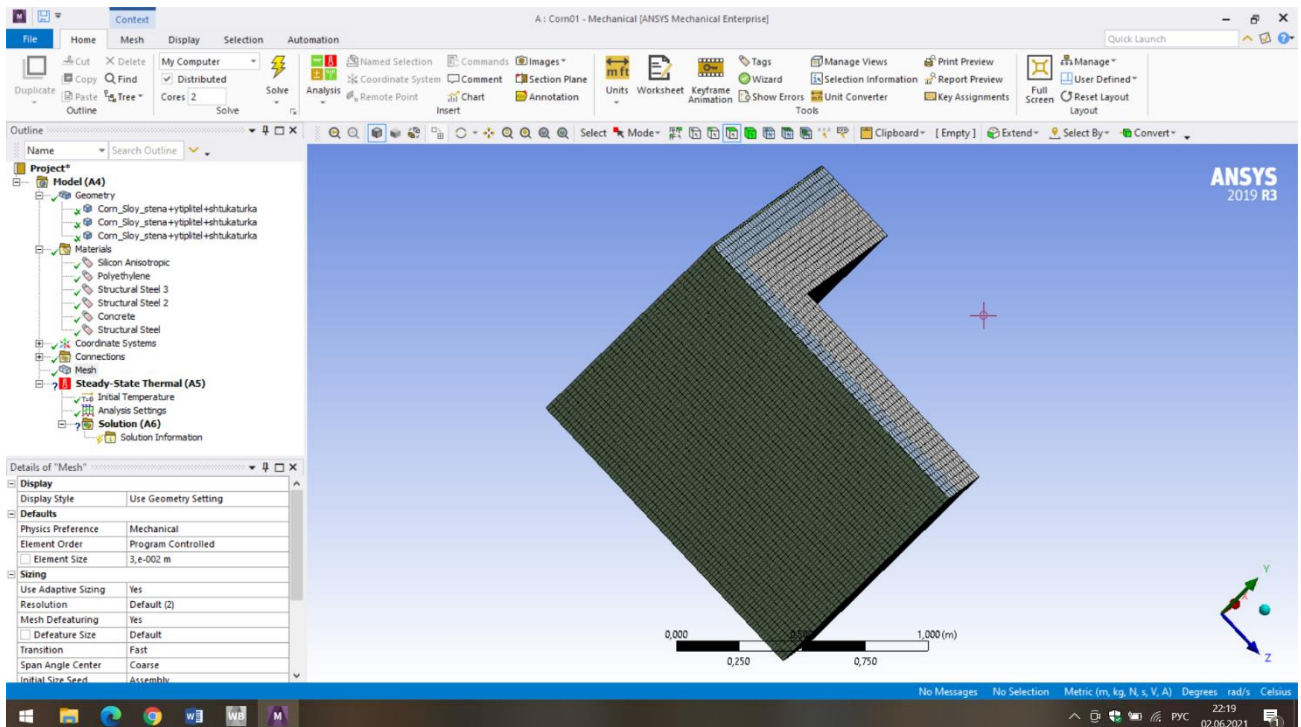 Context
A : Corn01 - Mechanical [ANSYS Mechanical Enterprise]
File Home Mesh Display Selection Automation Quick Launch
Duplicate
Cut
Copy
Paste
Delete
Find
Tree
Outline
My Computer
Distributed
Cores 2
Solve
Solve
Analysis
Named Selection
Coordinate System
Remote Point
Commands
Comment
Chart
Images
Section Plane
Annotation
Insert
Units
Worksheet
Keyframe
Animation
Tags
Wizard
Show Errors
Manage Views
Selection Information
Unit Converter
Print Preview
Report Preview
Key Assignments
Tools
Full
Screen
Manage
User Defined
Reset Layout
Layout
Outline
Name Search Outline
Select Mode Clipboard [Empty] Extend Select By Convert
Project*
Model (A4)
Geometry
Corn_Sloy_stena+ytiplitel+shtukaturka
Corn_Sloy_stena+ytiplitel+shtukaturka
Corn_Sloy_stena+ytiplitel+shtukaturka
Materials
Silicon Anisotropic
Polyethylene
Structural Steel 3
Structural Steel 2
Concrete
Structural Steel
Coordinate Systems
Connections
Mesh
Steady-State Thermal (A5)
Initial Temperature
Analysis Settings
Solution (A6)
Solution Information
Details of "Mesh"
Display
Display Style Use Geometry Setting
Defaults
Physics Preference Mechanical
Element Order Program Controlled
Element Size 3,e-002 m
Sizing
Use Adaptive Sizing Yes
Resolution Default (2)
Mesh Defeaturing Yes
Defeature Size Default
Transition Fast
Span Angle Center Coarse
Initial Size Seed Assembly
ANSYS
2019 R3
0,000 1,000 (m)
0,250 0,750
Y
X
Z
No Messages No Selection Metric (m, kg, N, s, V, A) Degrees rad/s Celsius
WB
M
РУС
22:19
02.06.2021